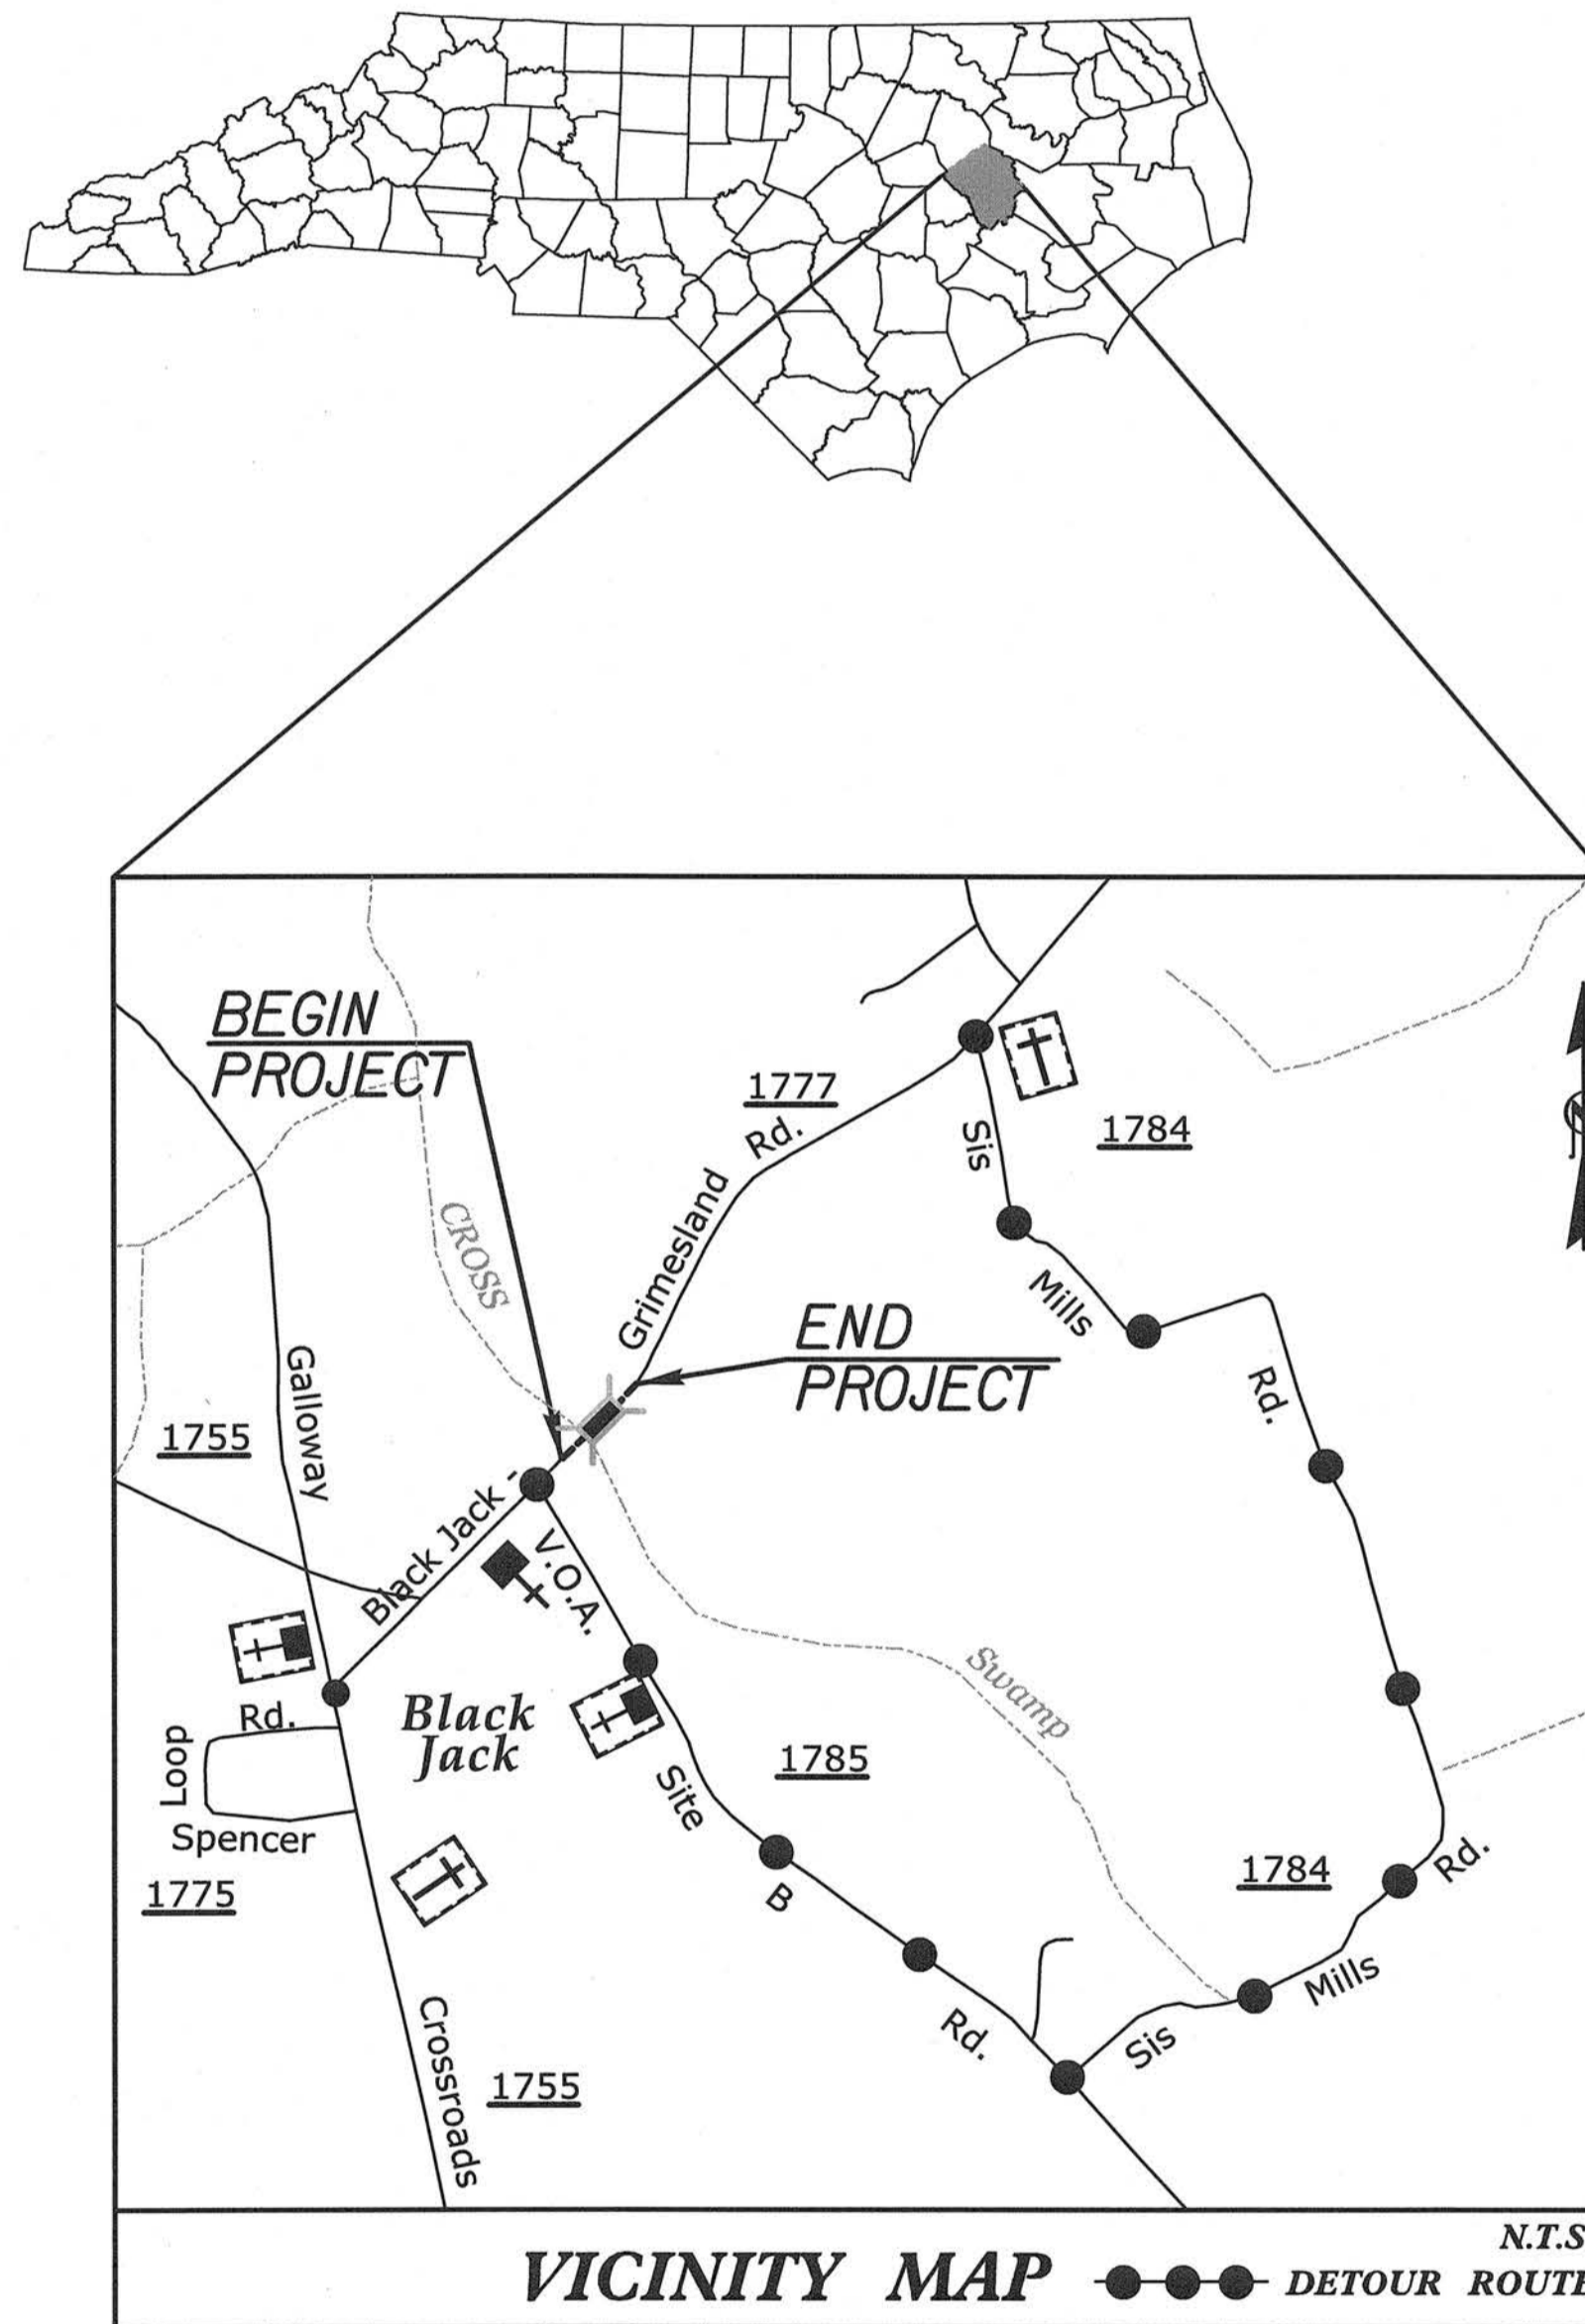 BEGIN
PROJECT
1777
Rd.
Grimesland
Sis
1784
CROSS
Mills
END
PROJECT
Rd.
Galloway
1755
Black Jack -
V.O.A.
Rd.
Loop
Spencer
1775
Black
Jack
Swamp
1785
Site
B
1784
Rd.
Mills
Sis
Rd.
Crossroads
1755
N.T.S
VICINITY MAP
DETOUR ROUTE